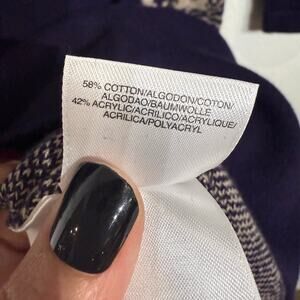 58% COTTON/ALGODON/COTON/
ALGODAO/BAUMWOLLE
42% ACRYLIC/ACRILICO/ACRYLIQUE/
ACRILICA/POLYACRYL